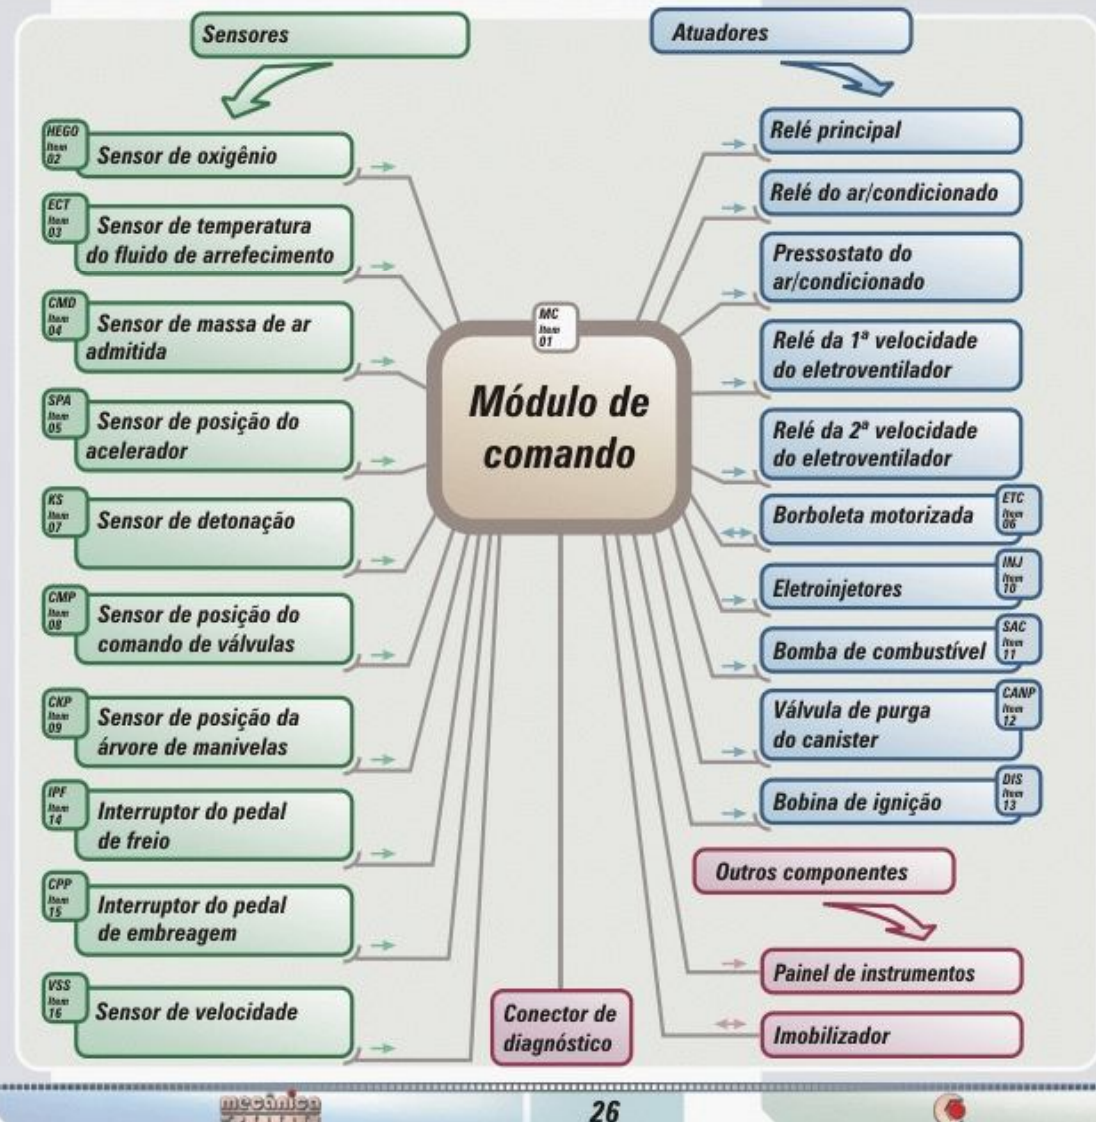 Sensores
HEGO
Item
02
Sensor de oxigênio
ECT
Item
03
Sensor de temperatura
do fluido de arrefecimento
CMD
Item
04
Sensor de massa de ar
admitida
SPA
Item
05
Sensor de posição do
acelerador
KS
Item
07
Sensor de detonação
CMP
Item
08
Sensor de posição do
comando de válvulas
CKP
Item
09
Sensor de posição da
árvore de manivelas
IPF
Item
14
Interruptor do pedal
de freio
CPP
Item
15
Interruptor do pedal
de embreagem
VSS
Item
16
Sensor de velocidade
MC
Item
01
Módulo de
comando
Conector de
diagnóstico
Atuadores
Relé principal
Relé do ar/condicionado
Pressostato do
ar/condicionado
Relé da 1ª velocidade
do eletroventilador
Relé da 2ª velocidade
do eletroventilador
Borboleta motorizada
ETC
Item
06
Eletroinjetores
INJ
Item
10
Bomba de combustível
SAC
Item
11
Válvula de purga
do canister
CANP
Item
12
Bobina de ignição
DIS
Item
13
Outros componentes
Painel de instrumentos
Imobilizador
mecânica
26